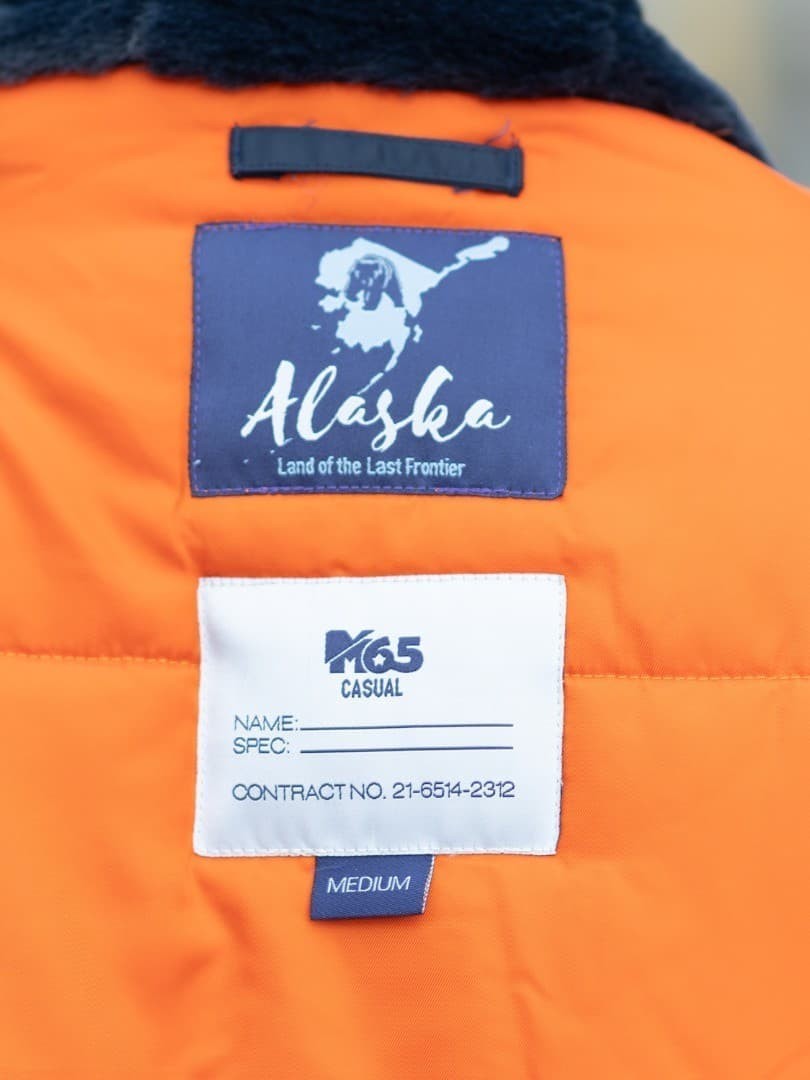 Alaska
Land of the Last Frontier
M65
CASUAL
NAME:
SPEC:
CONTRACT NO. 21-6514-2312
MEDIUM